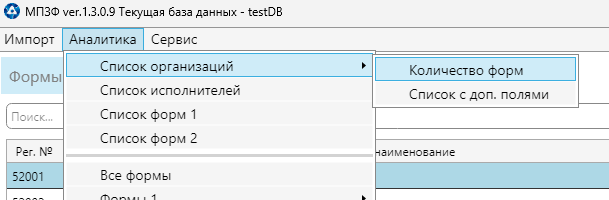 МПЗФ ver.1.3.0.9 Текущая база данных - testDB
Импорт Аналитика Сервис
Формы
Список организаций
Количество форм
Список исполнителей
Список с доп. полями
Поиск...
Список форм 1
Список форм 2
Рег. №
наименование
Все формы
52001
Формы 1